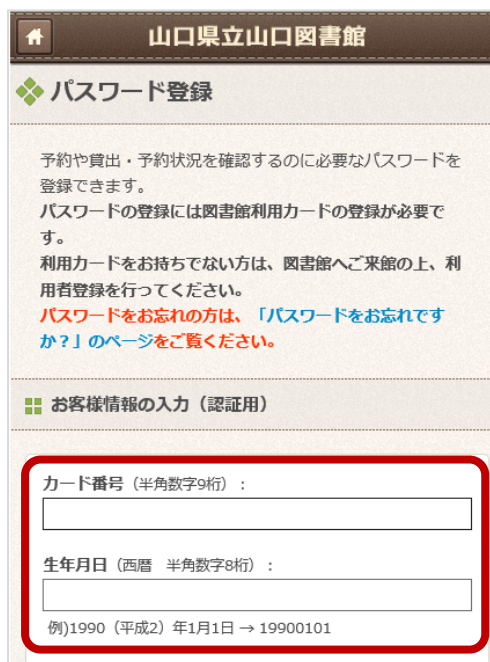 山口県立山口図書館
パスワード登録
予約や貸出・予約状況を確認するのに必要なパスワードを
登録できます。
パスワードの登録には図書館利用カードの登録が必要で
す。
利用カードをお持ちでない方は、図書館へご来館の上、利
用者登録を行ってください。
パスワードをお忘れの方は、「パスワードをお忘れです
か？」のページをご覧ください。
お客様情報の入力（認証用）
カード番号（半角数字9桁）：
生年月日（西暦　半角数字8桁）：
例)1990（平成2）年1月1日 → 19900101